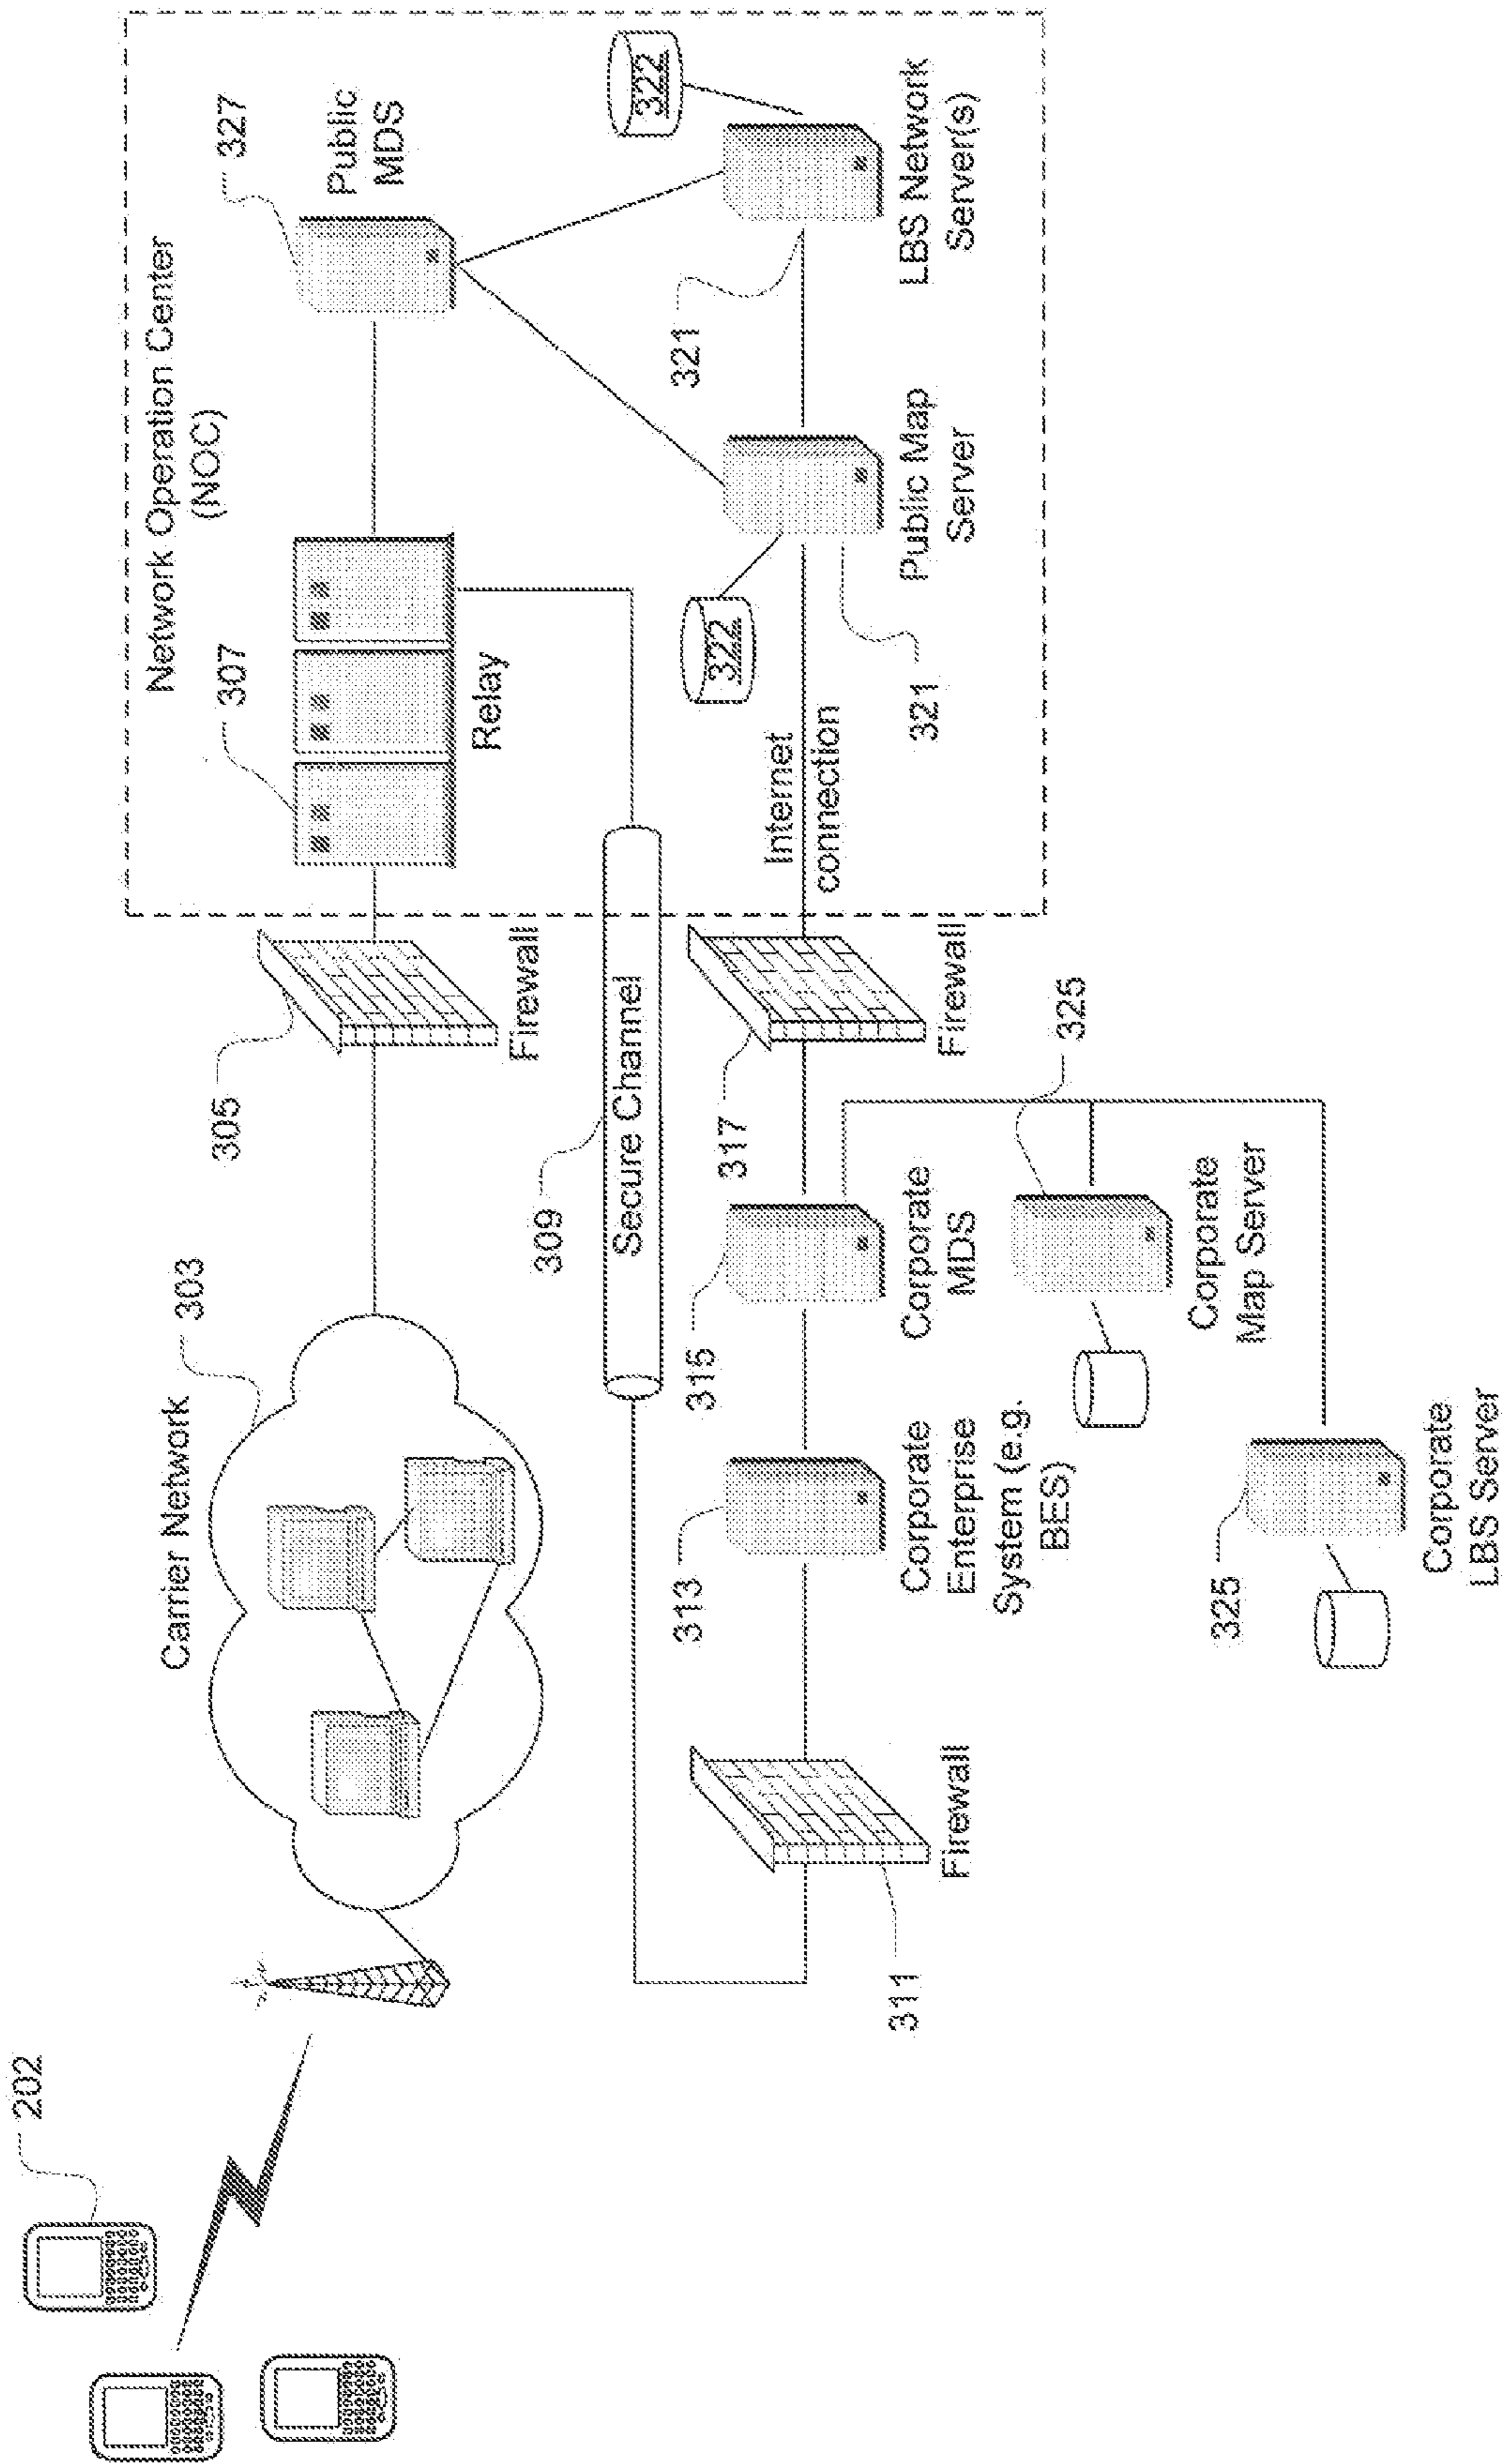 202
Carrier Network
303
305
Firewall
Network Operation Center
(NOC)
307
Relay
327
Public
MDS
309
Secure Channel
322
322
321
LBS Network
Server(s)
Public Map
Server
321
Internet
connection
317
Firewall
315
Corporate
MDS
313
Corporate
Enterprise
System (e.g.
BES)
311
Firewall
325
Corporate
Map Server
325
Corporate
LBS Server